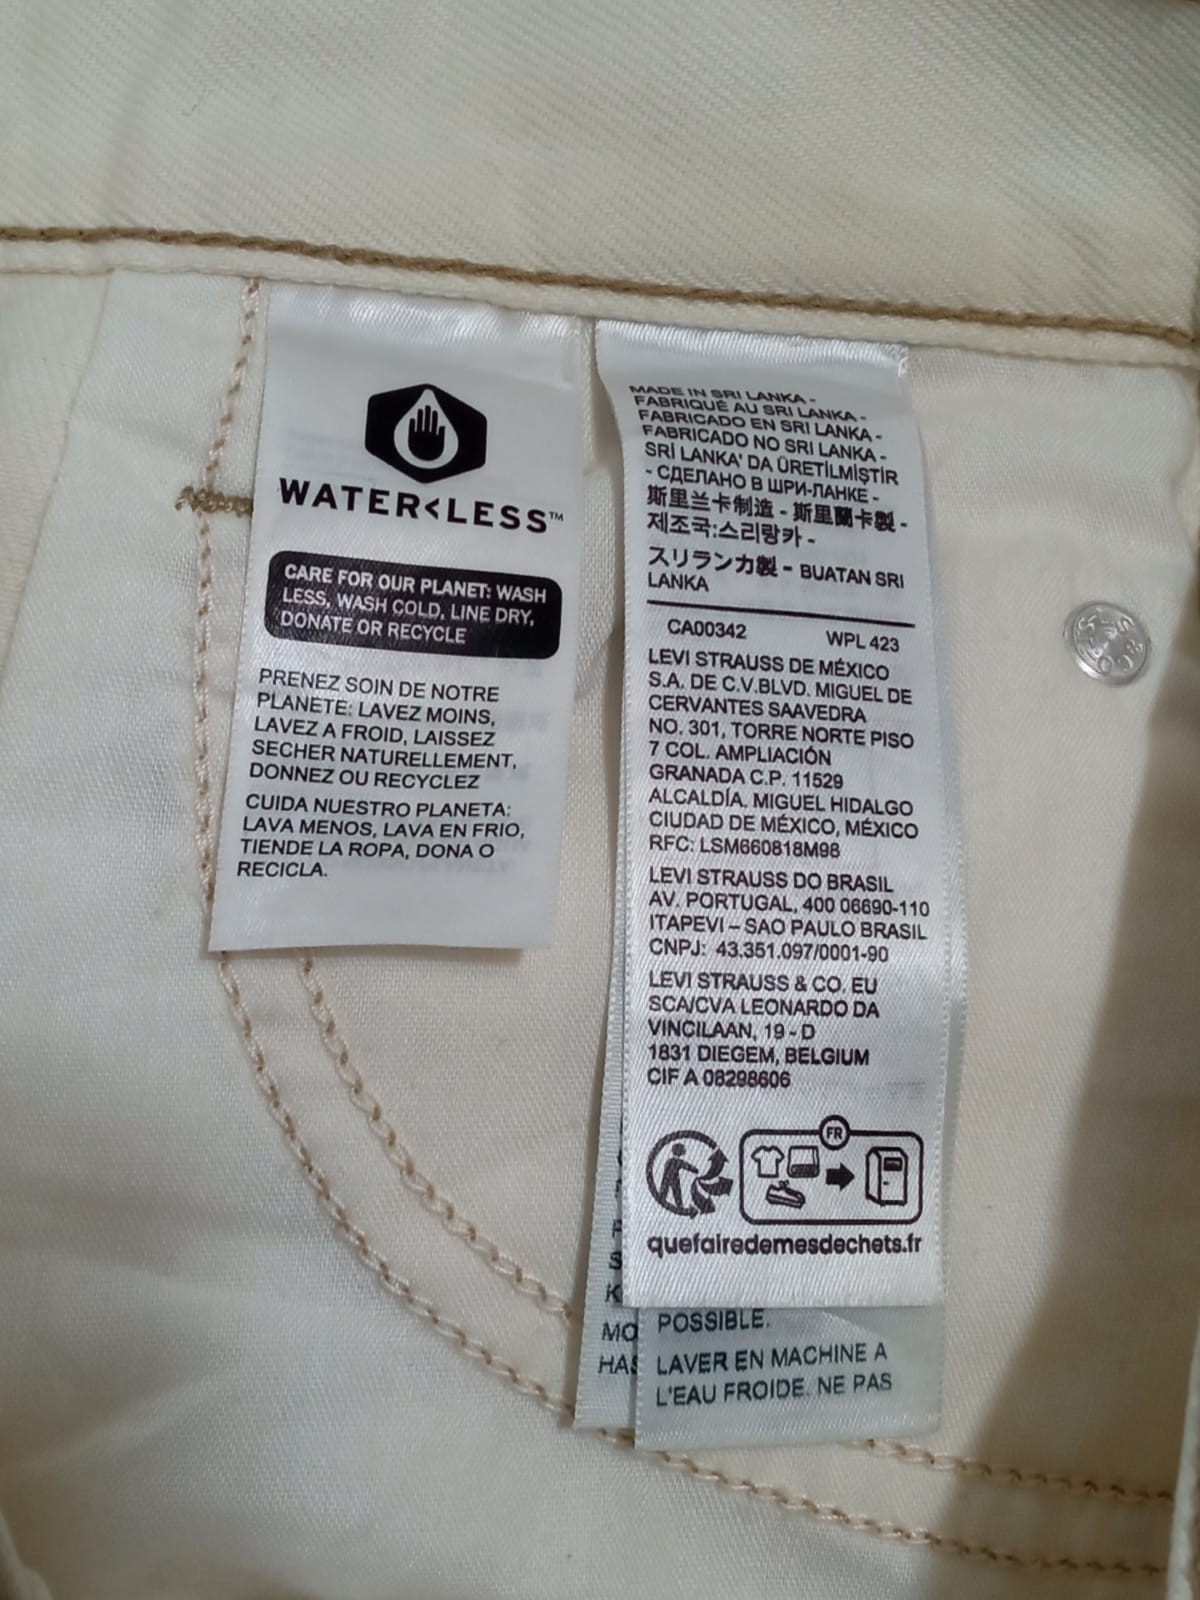 WATER<LESS™
CARE FOR OUR PLANET: WASH
LESS, WASH COLD, LINE DRY,
DONATE OR RECYCLE
PRENEZ SOIN DE NOTRE
PLANETE: LAVEZ MOINS,
LAVEZ A FROID, LAISSEZ
SECHER NATURELLEMENT,
DONNEZ OU RECYCLEZ
CUIDA NUESTRO PLANETA:
LAVA MENOS, LAVA EN FRIO,
TIENDE LA ROPA, DONA O
RECICLA.
MADE IN SRI LANKA -
FABRIQUÉ AU SRI LANKA -
FABRICADO EN SRI LANKA -
FABRICADO NO SRI LANKA -
SRİ LANKA' DA ÜRETİLMİŞTİR
- СДЕЛАНО В ШРИ-ЛАНКЕ -
斯里兰卡制造 - 斯里蘭卡製 -
제조국:스리랑카 -
スリランカ製 - BUATAN SRI
LANKA
CA00342 WPL 423
LEVI STRAUSS DE MÉXICO
S.A. DE C.V.BLVD. MIGUEL DE
CERVANTES SAAVEDRA
NO. 301, TORRE NORTE PISO
7 COL. AMPLIACIÓN
GRANADA C.P. 11529
ALCALDÍA. MIGUEL HIDALGO
CIUDAD DE MÉXICO, MÉXICO
RFC: LSM660818M98
LEVI STRAUSS DO BRASIL
AV. PORTUGAL, 400 06690-110
ITAPEVI – SAO PAULO BRASIL
CNPJ: 43.351.097/0001-90
LEVI STRAUSS & CO. EU
SCA/CVA LEONARDO DA
VINCILAAN, 19 - D
1831 DIEGEM, BELGIUM
CIF A 08298606
FR
quefairedemesdechets.fr
POSSIBLE.
LAVER EN MACHINE A
L'EAU FROIDE. NE PAS